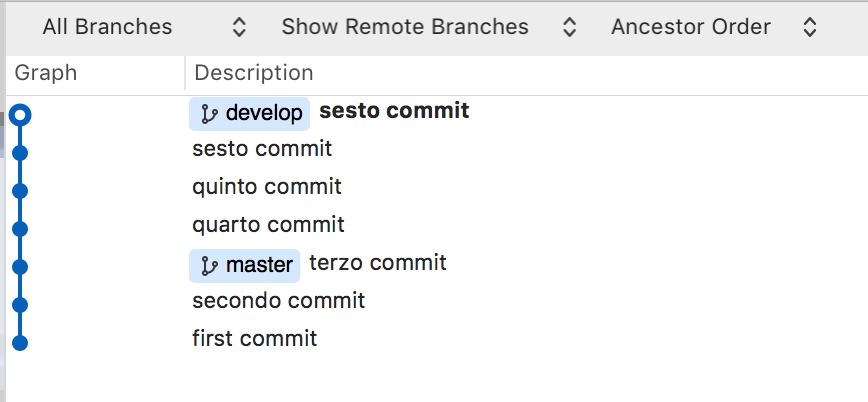 All Branches Show Remote Branches Ancestor Order
Graph Description
develop sesto commit
sesto commit
quinto commit
quarto commit
master terzo commit
secondo commit
first commit